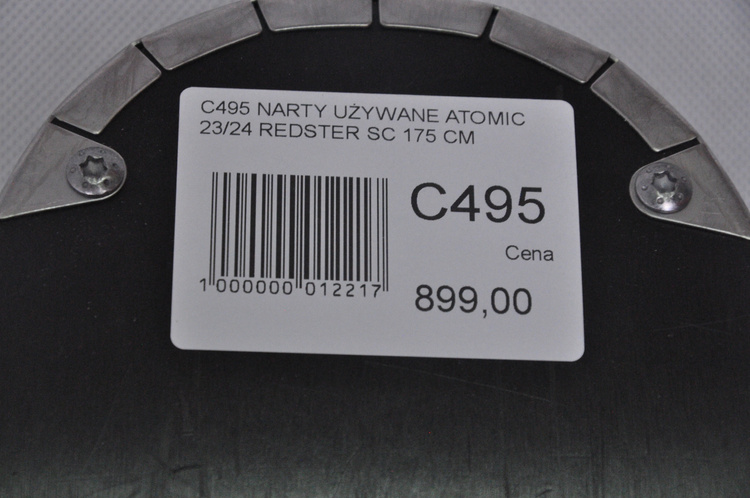 C495 NARTY UŻYWANE ATOMIC
23/24 REDSTER SC 175 CM
C495
Cena
1 000000 012217
899,00